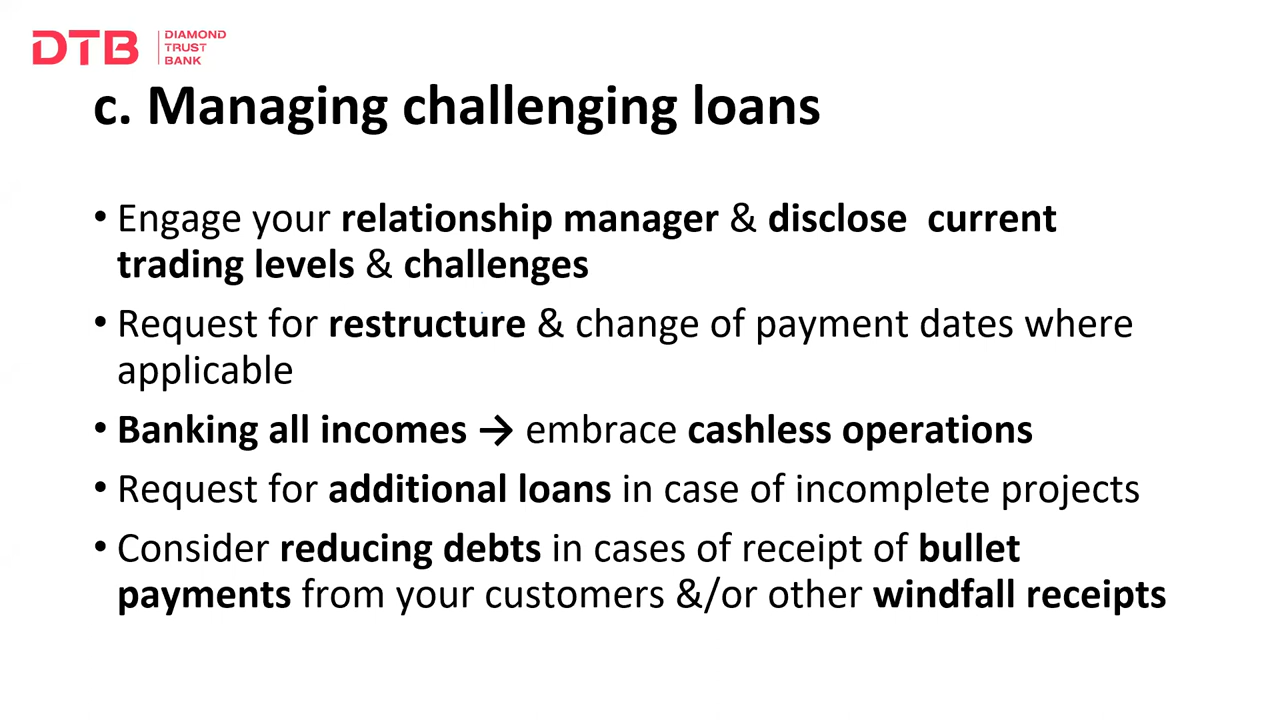 DTB DIAMOND
TRUST
BANK
c. Managing challenging loans
• Engage your relationship manager & disclose current
trading levels & challenges
• Request for restructure & change of payment dates where
applicable
• Banking all incomes → embrace cashless operations
• Request for additional loans in case of incomplete projects
• Consider reducing debts in cases of receipt of bullet
payments from your customers &/or other windfall receipts